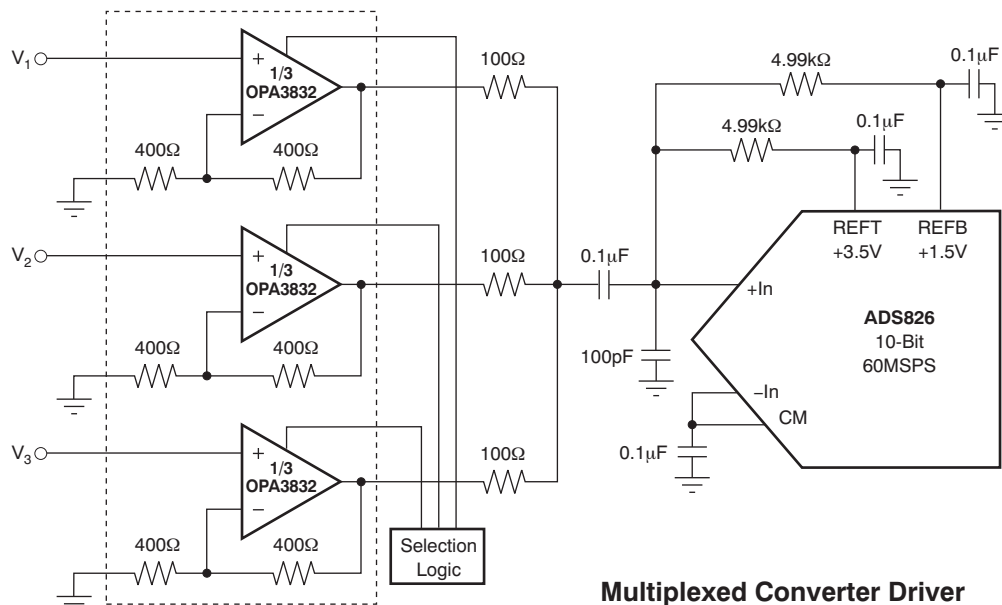 V1
+
1/3
OPA3832
−
400Ω
400Ω
100Ω
4.99kΩ
0.1μF
4.99kΩ
0.1μF
V2
+
1/3
OPA3832
−
400Ω
400Ω
100Ω
0.1μF
REFT
+3.5V
REFB
+1.5V
+In
ADS826
10-Bit
60MSPS
100pF
−In
CM
0.1μF
V3
+
1/3
OPA3832
−
400Ω
400Ω
100Ω
Selection
Logic
Multiplexed Converter Driver